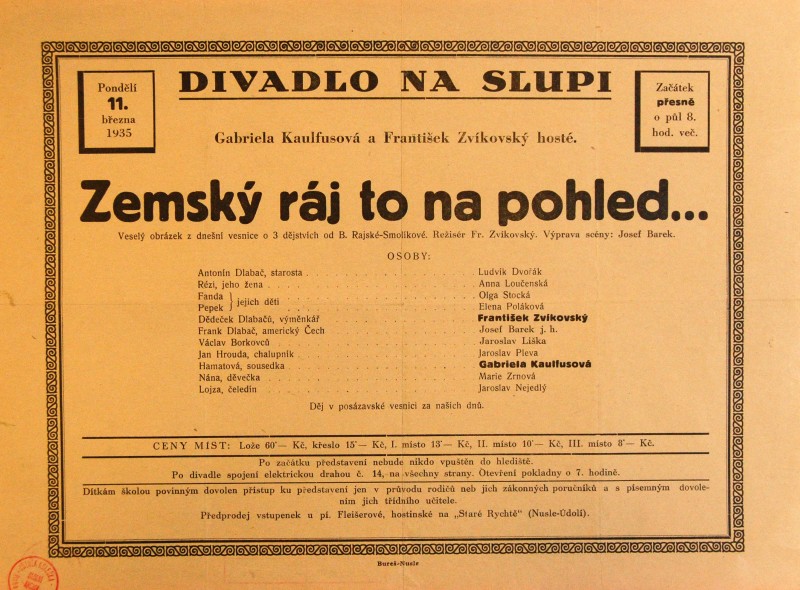 Pondělí
11.
března
1935
DIVADLO NA SLUPI
Začátek
přesně
o půl 8.
hod. več.
Gabriela Kaulfusová a František Zvíkovský hosté.
Zemský ráj to na pohled...
Veselý obrázek z dnešní vesnice o 3 dějstvích od B. Rajské-Smolíkové. Režisér Fr. Zvíkovský. Výprava scény: Josef Barek.
OSOBY:
Antonín Dlabač, starosta . . . Ludvík Dvořák
Rézi, jeho žena . . . Anna Loučenská
Fanda } jejich děti . . . Olga Stocká
Pepek } . . . Elena Poláková
Dědeček Dlabačů, výměnkář . . . František Zvíkovský
Frank Dlabač, americký Čech . . . Josef Barek j. h.
Václav Borkovců . . . Jaroslav Liška
Jan Hrouda, chalupník . . . Jaroslav Pleva
Hamatová, sousedka . . . Gabriela Kaulfusová
Nána, děvečka . . . Marie Zrnová
Lojza, čeledín . . . Jaroslav Nejedlý
Děj v posázavské vesnici za našich dnů.
CENY MÍST: Lože 60'— Kč, křeslo 15'— Kč, I. místo 13'— Kč, II. místo 10'— Kč, III. místo 8'— Kč.
Po začátku představení nebude nikdo vpuštěn do hlediště.
Po divadle spojení elektrickou drahou č. 14, na všechny strany. Otevření pokladny o 7. hodině.
Dítkám školou povinným dovolen přístup ku představení jen v průvodu rodičů neb jich zákonných poručníků a s písemným dovole-
ním jich třídního učitele.
Předprodej vstupenek u pí. Fleišerové, hostinské na „Staré Rychtě" (Nusle-Údolí).
Bureš-Nusle